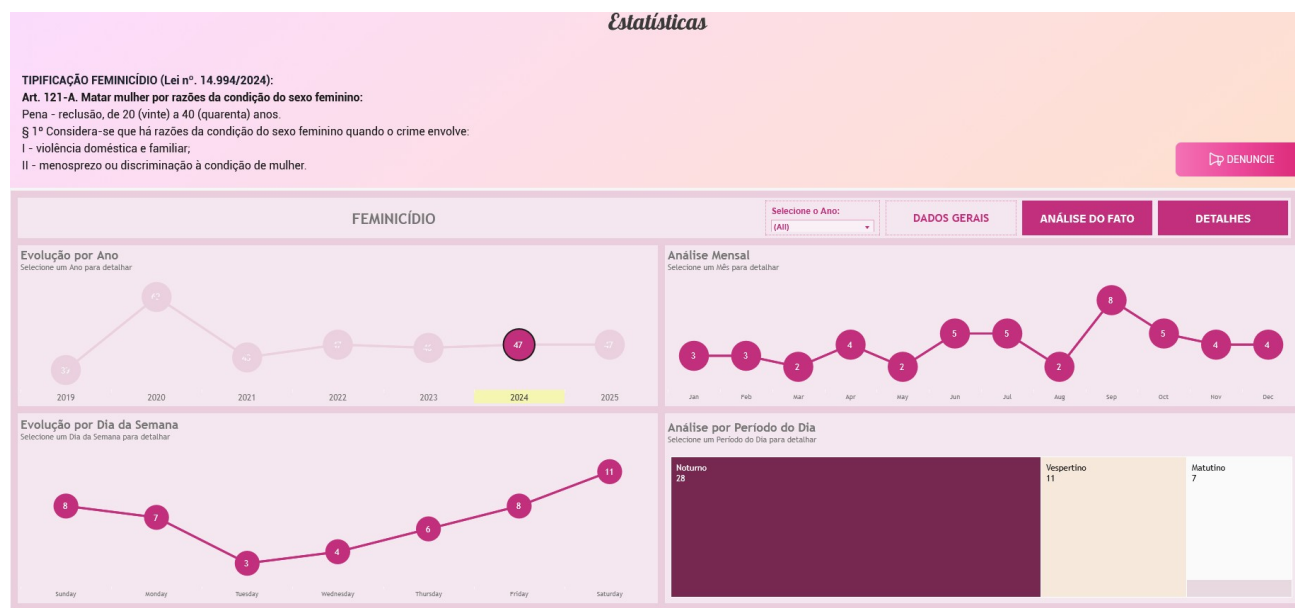 Estatísticas
TIPIFICAÇÃO FEMINICÍDIO (Lei nº. 14.994/2024):
Art. 121-A. Matar mulher por razões da condição do sexo feminino:
Pena - reclusão, de 20 (vinte) a 40 (quarenta) anos.
§ 1º Considera-se que há razões da condição do sexo feminino quando o crime envolve:
I - violência doméstica e familiar;
II - menosprezo ou discriminação à condição de mulher.
DENUNCIE
FEMINICÍDIO
Selecione o Ano:
(All)
DADOS GERAIS
ANÁLISE DO FATO
DETALHES
Evolução por Ano
Selecione um Ano para detalhar
47
2019 2020 2021 2022 2023 2024 2025
Análise Mensal
Selecione um Mês para detalhar
3 3 2 4 2 5 5 2 8 5 4 4
Jan Feb Mar Apr May Jun Jul Aug Sep Oct Nov Dec
Evolução por Dia da Semana
Selecione um Dia da Semana para detalhar
8 7 3 4 6 8 11
Sunday Monday Tuesday Wednesday Thursday Friday Saturday
Análise por Período do Dia
Selecione um Período do Dia para detalhar
Noturno
28
Vespertino
11
Matutino
7